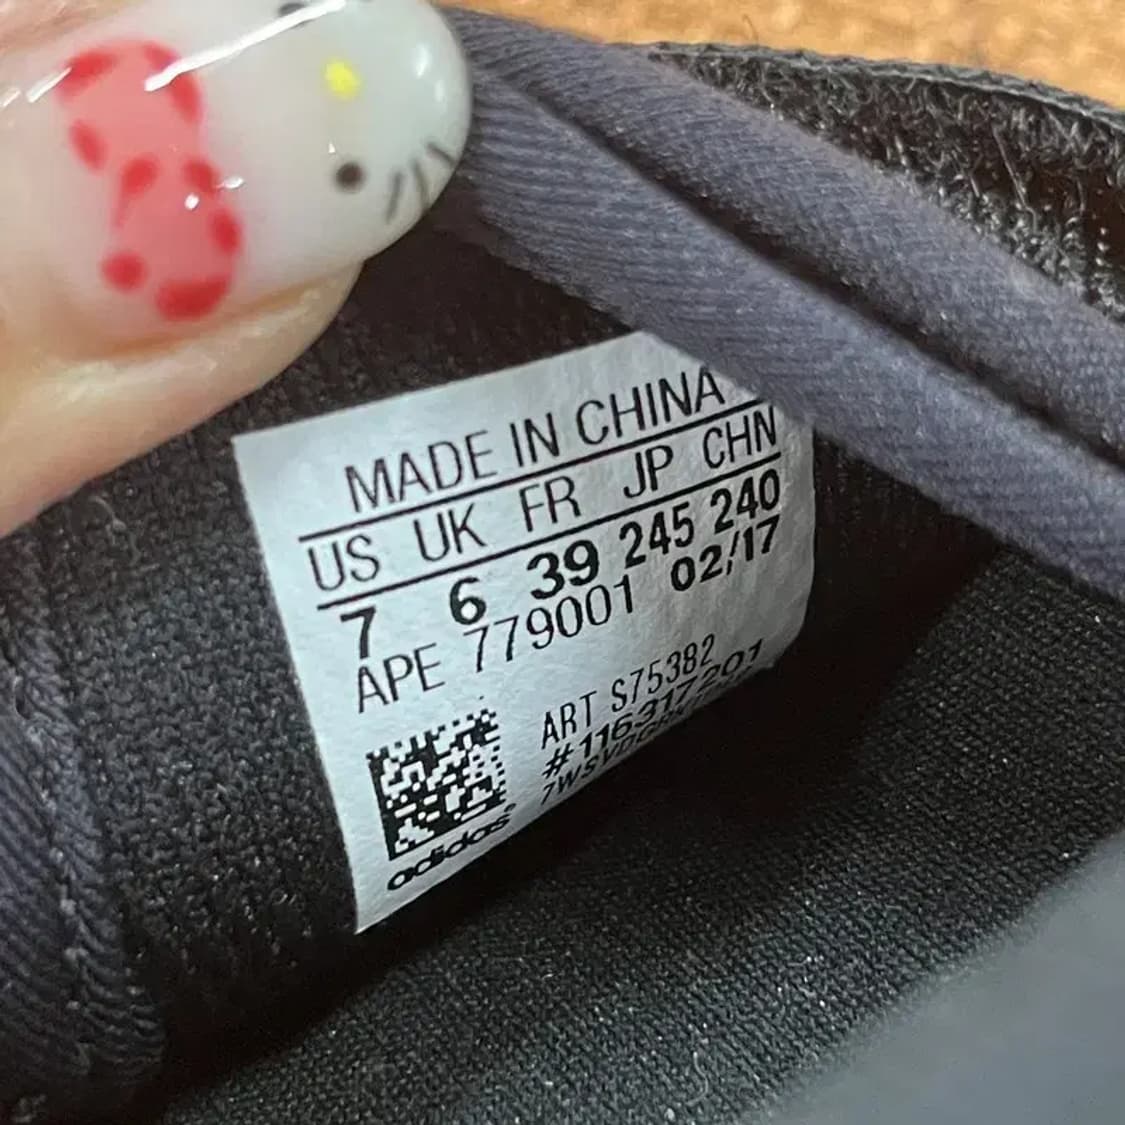 MADE IN CHINA
US UK FR JP CHN
7 6 39 245 240
APE 779001 02/17
ART S75382
#116317201
adidas